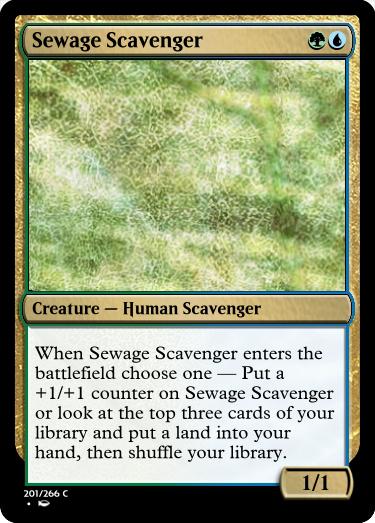 Sewage Scavenger
Creature — Human Scavenger
When Sewage Scavenger enters the
battlefield choose one — Put a
+1/+1 counter on Sewage Scavenger
or look at the top three cards of your
library and put a land into your
hand, then shuffle your library.
1/1
201/266 C